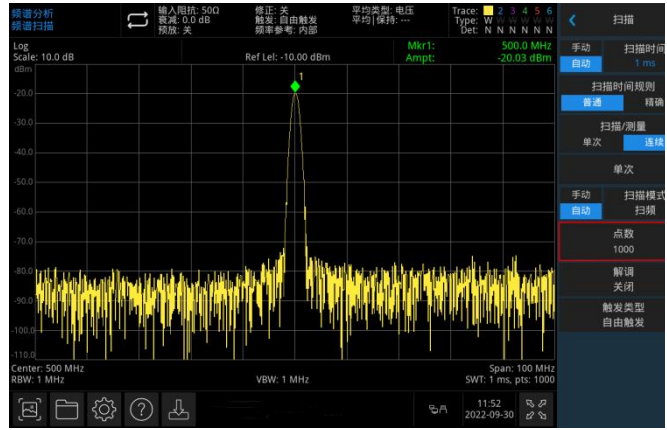 频谱分析
频谱扫描
输入阻抗: 50Ω
衰减: 0.0 dB
预放: 关
修正: 关
触发: 自由触发
频率参考: 内部
平均类型: 电压
平均|保持: ---
Trace: 1 2 3 4 5 6
Type: W W W W W W
Det: N N N N N N
Log
Scale: 10.0 dB
Ref Lel: -10.00 dBm
Mkr1: 500.0 MHz
Ampt: -20.03 dBm
dBm
1
-20.0
-30.0
-40.0
-50.0
-60.0
-70.0
-80.0
-90.0
-100.0
-110.0
Center: 500 MHz
Span: 100 MHz
RBW: 1 MHz
VBW: 1 MHz
SWT: 1 ms, pts: 1000
11:52
2022-09-30
扫描
手动
自动
扫描时间
1 ms
扫描时间规则
普通
精确
扫描/测量
单次
连续
单次
手动
自动
扫描模式
扫频
点数
1000
解调
关闭
触发类型
自由触发